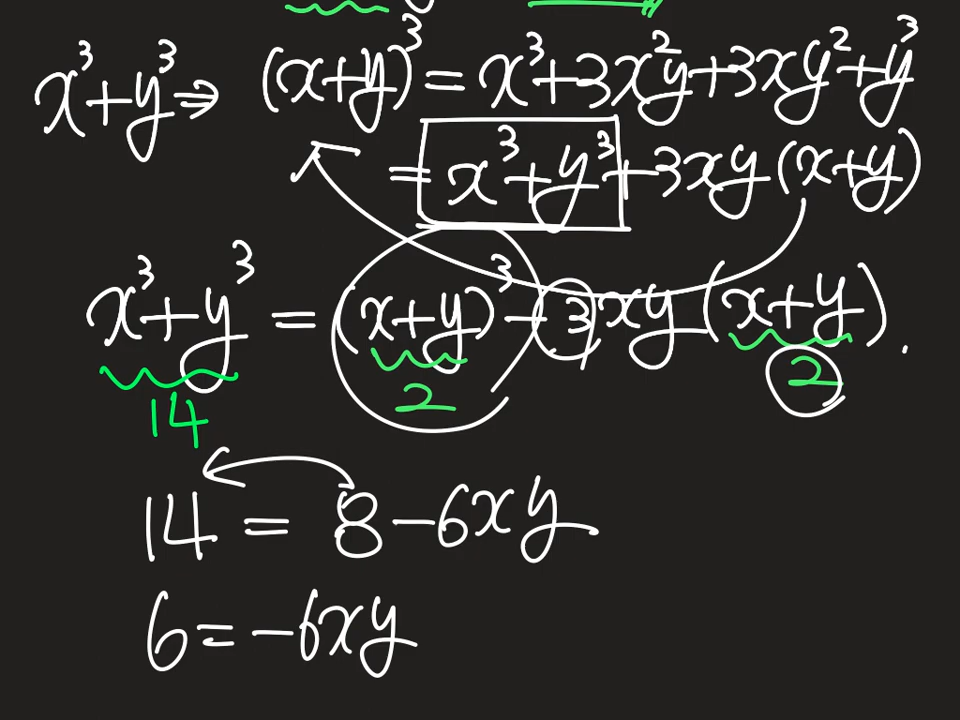 x³+y³ ⇒ (x+y)³ = x³+3x²y+3xy²+y³
= x³+y³+3xy(x+y)
x³+y³ = (x+y)³-3xy(x+y).
14 2 2
14 = 8-6xy
6 = -6xy